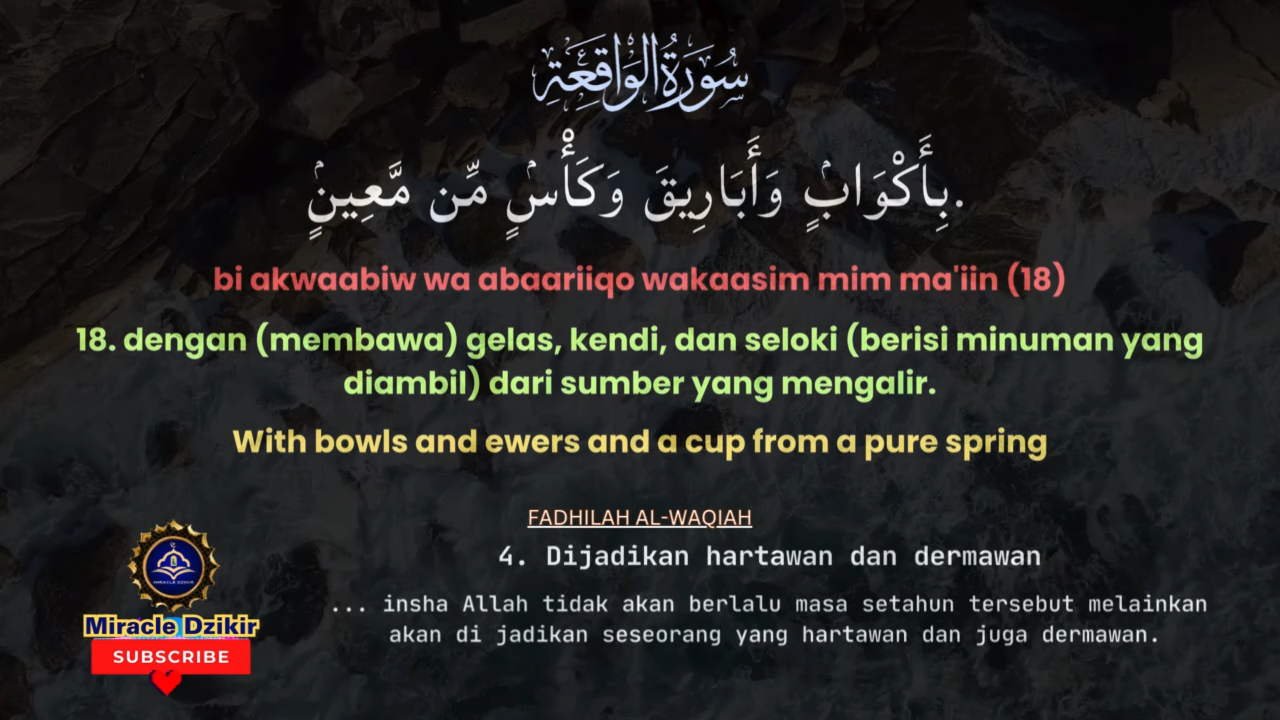 سُورَةُ الْوَاقِعَةِ
بِأَكْوَابٍۢ وَأَبَارِيقَ وَكَأْسٍۢ مِّن مَّعِينٍۢ.
bi akwaabiw wa abaariiqo wakaasim mim ma'iin (18)
18. dengan (membawa) gelas, kendi, dan seloki (berisi minuman yang
diambil) dari sumber yang mengalir.
With bowls and ewers and a cup from a pure spring
FADHILAH AL-WAQIAH
4. Dijadikan hartawan dan dermawan
... insha Allah tidak akan berlalu masa setahun tersebut melainkan
akan di jadikan seseorang yang hartawan dan juga dermawan.
MIRACLE DZIKIR
Miracle Dzikir
SUBSCRIBE